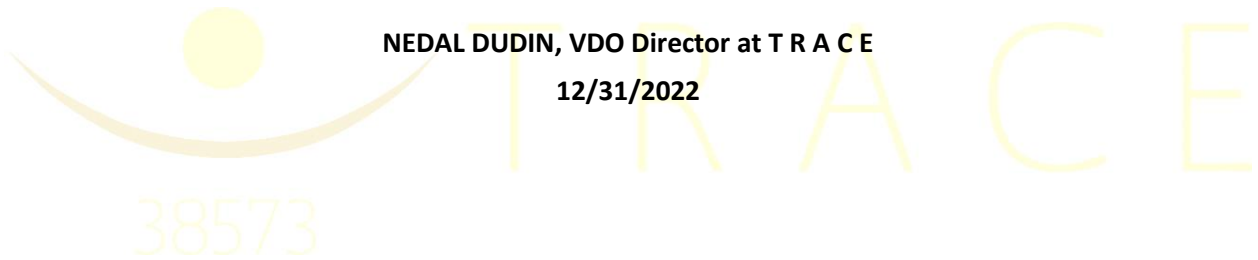 NEDAL DUDIN, VDO Director at T R A C E
12/31/2022
T R A C E
38573